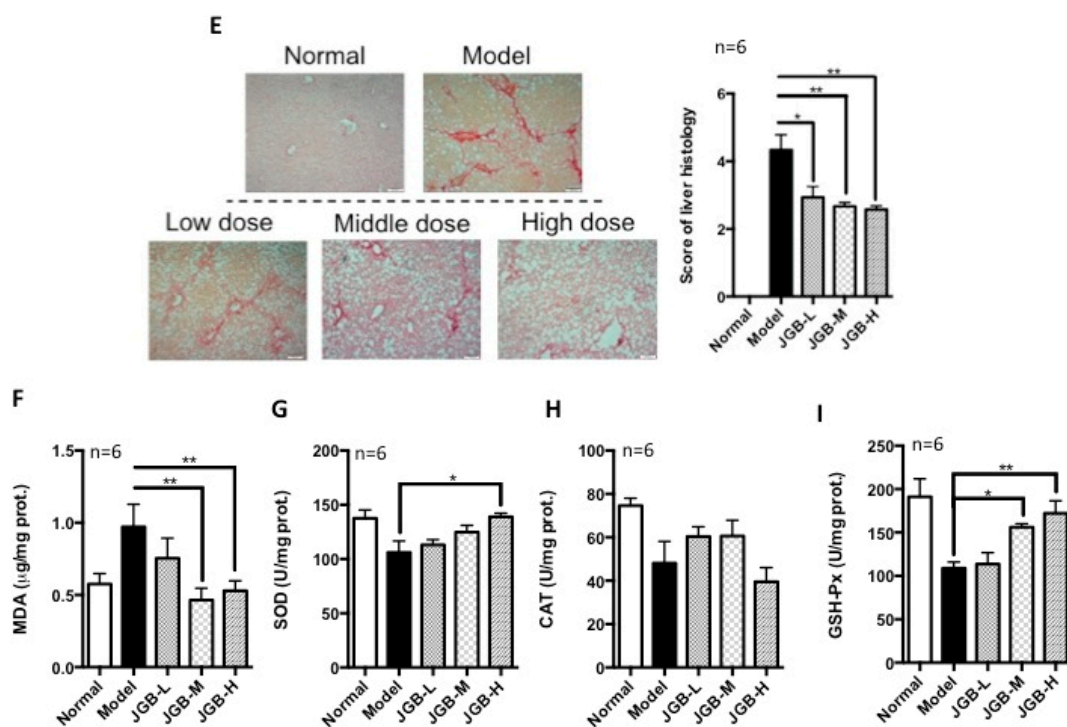 E
Normal
Model
Low dose
Middle dose
High dose
n=6
**
**
*
Score of liver histology
6
4
2
0
Normal
Model
JGB-L
JGB-M
JGB-H
F
n=6
**
**
MDA (μg/mg prot.)
1.5
1.0
0.5
0.0
Normal
Model
JGB-L
JGB-M
JGB-H
G
n=6
*
SOD (U/mg prot.)
200
150
100
50
0
Normal
Model
JGB-L
JGB-M
JGB-H
H
n=6
CAT (U/mg prot.)
100
80
60
40
20
0
Normal
Model
JGB-L
JGB-M
JGB-H
I
n=6
**
*
GSH-Px (U/mg prot.)
250
200
150
100
50
0
Normal
Model
JGB-L
JGB-M
JGB-H